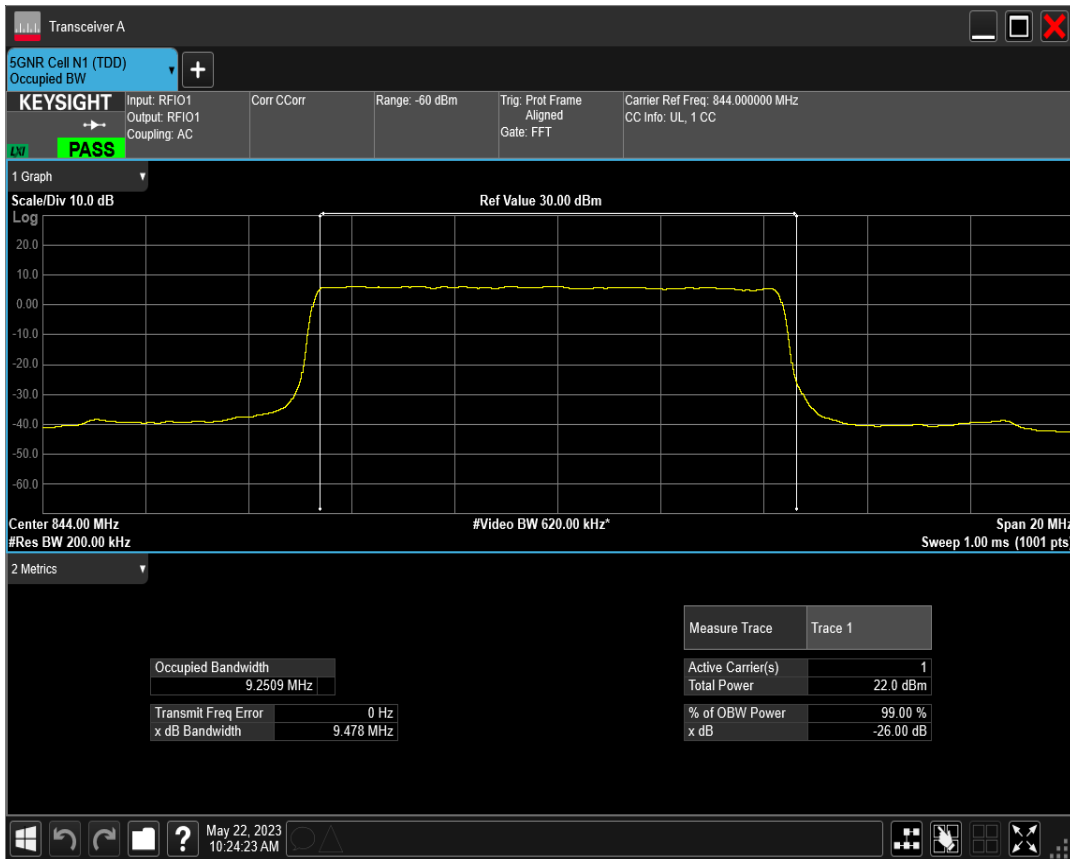 Transceiver A
5GNR Cell N1 (TDD)
Occupied BW
KEYSIGHT
LXI
PASS
Input: RFIO1
Output: RFIO1
Coupling: AC
Corr CCorr
Range: -60 dBm
Trig: Prot Frame
Aligned
Gate: FFT
Carrier Ref Freq: 844.000000 MHz
CC Info: UL, 1 CC
1 Graph
Scale/Div 10.0 dB
Ref Value 30.00 dBm
Log
20.0
10.0
0.00
-10.0
-20.0
-30.0
-40.0
-50.0
-60.0
Center 844.00 MHz
#Video BW 620.00 kHz*
Span 20 MHz
#Res BW 200.00 kHz
Sweep 1.00 ms (1001 pts)
2 Metrics
Measure Trace Trace 1
Occupied Bandwidth
9.2509 MHz
Active Carrier(s) 1
Total Power 22.0 dBm
Transmit Freq Error 0 Hz
x dB Bandwidth 9.478 MHz
% of OBW Power 99.00 %
x dB -26.00 dB
?
May 22, 2023
10:24:23 AM